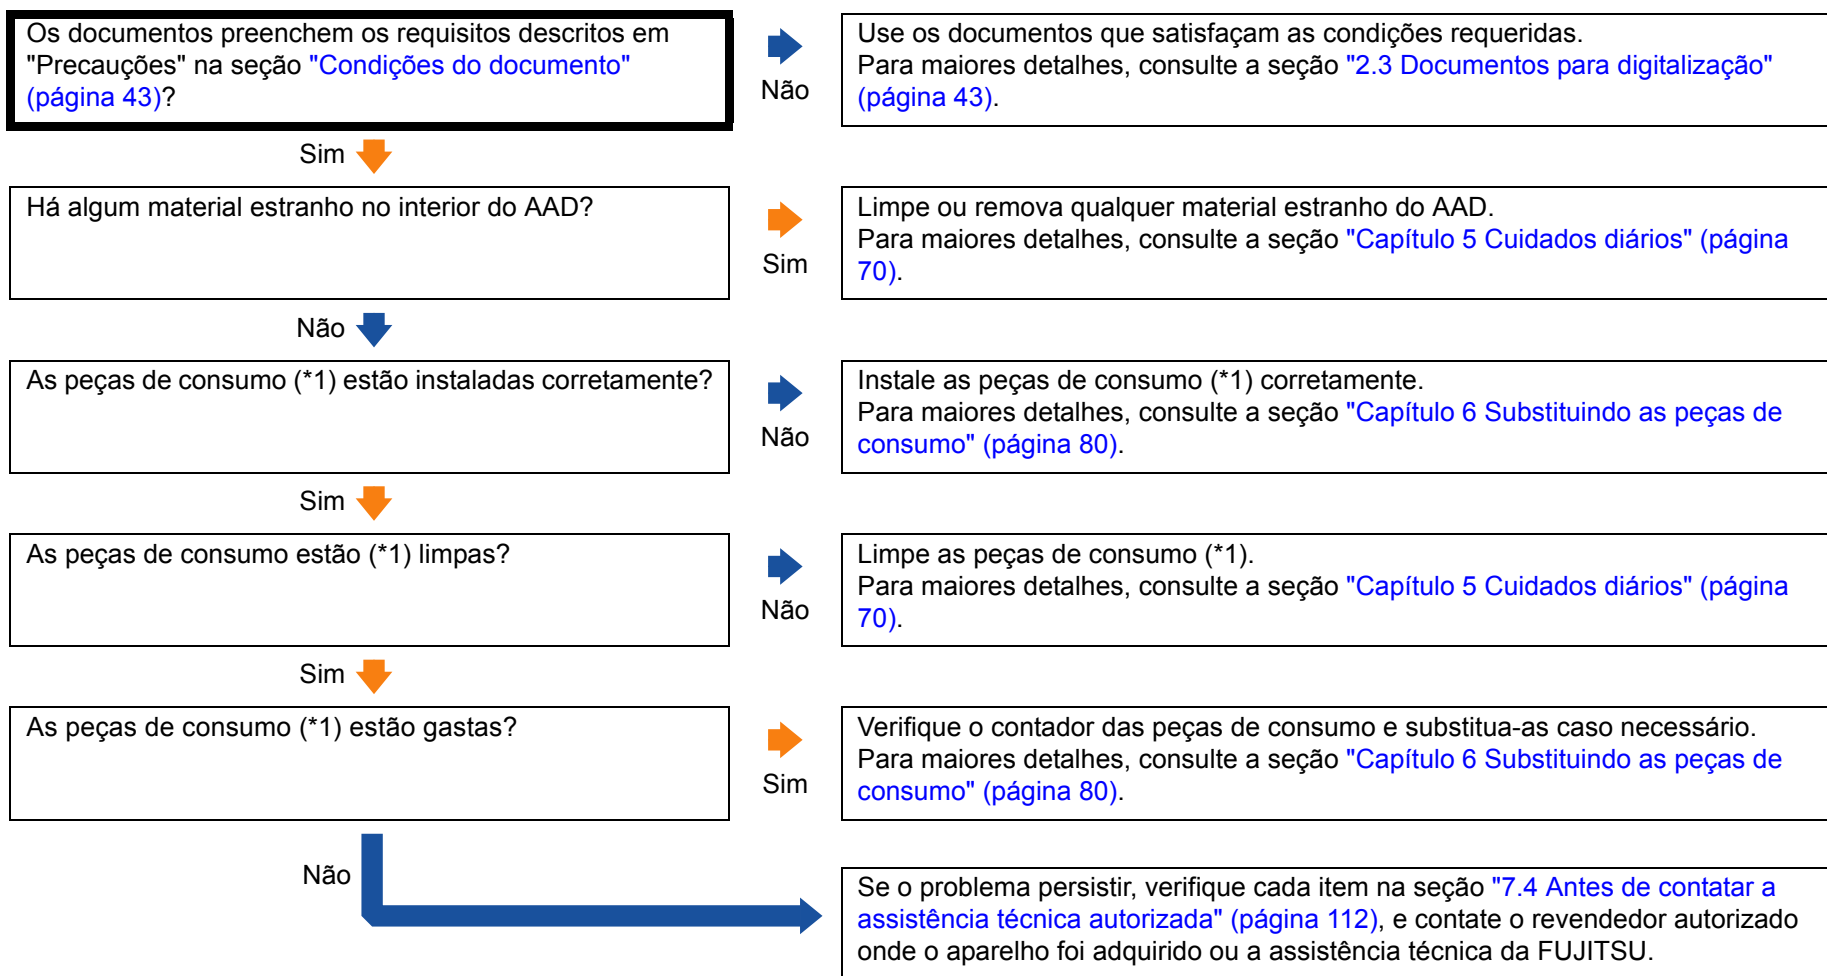 Os documentos preenchem os requisitos descritos em
"Precauções" na seção "Condições do documento"
(página 43)?
Não
Use os documentos que satisfaçam as condições requeridas.
Para maiores detalhes, consulte a seção "2.3 Documentos para digitalização"
(página 43).
Sim
Há algum material estranho no interior do AAD?
Sim
Limpe ou remova qualquer material estranho do AAD.
Para maiores detalhes, consulte a seção "Capítulo 5 Cuidados diários" (página
70).
Não
As peças de consumo (*1) estão instaladas corretamente?
Não
Instale as peças de consumo (*1) corretamente.
Para maiores detalhes, consulte a seção "Capítulo 6 Substituindo as peças de
consumo" (página 80).
Sim
As peças de consumo estão (*1) limpas?
Não
Limpe as peças de consumo (*1).
Para maiores detalhes, consulte a seção "Capítulo 5 Cuidados diários" (página
70).
Sim
As peças de consumo (*1) estão gastas?
Sim
Verifique o contador das peças de consumo e substitua-as caso necessário.
Para maiores detalhes, consulte a seção "Capítulo 6 Substituindo as peças de
consumo" (página 80).
Não
Se o problema persistir, verifique cada item na seção "7.4 Antes de contatar a
assistência técnica autorizada" (página 112), e contate o revendedor autorizado
onde o aparelho foi adquirido ou a assistência técnica da FUJITSU.